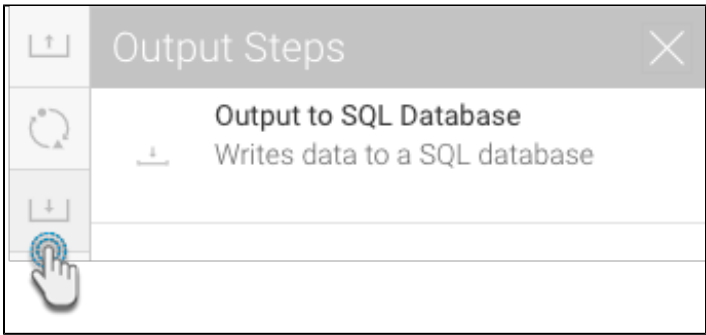 Output Steps
Output to SQL Database
Writes data to a SQL database